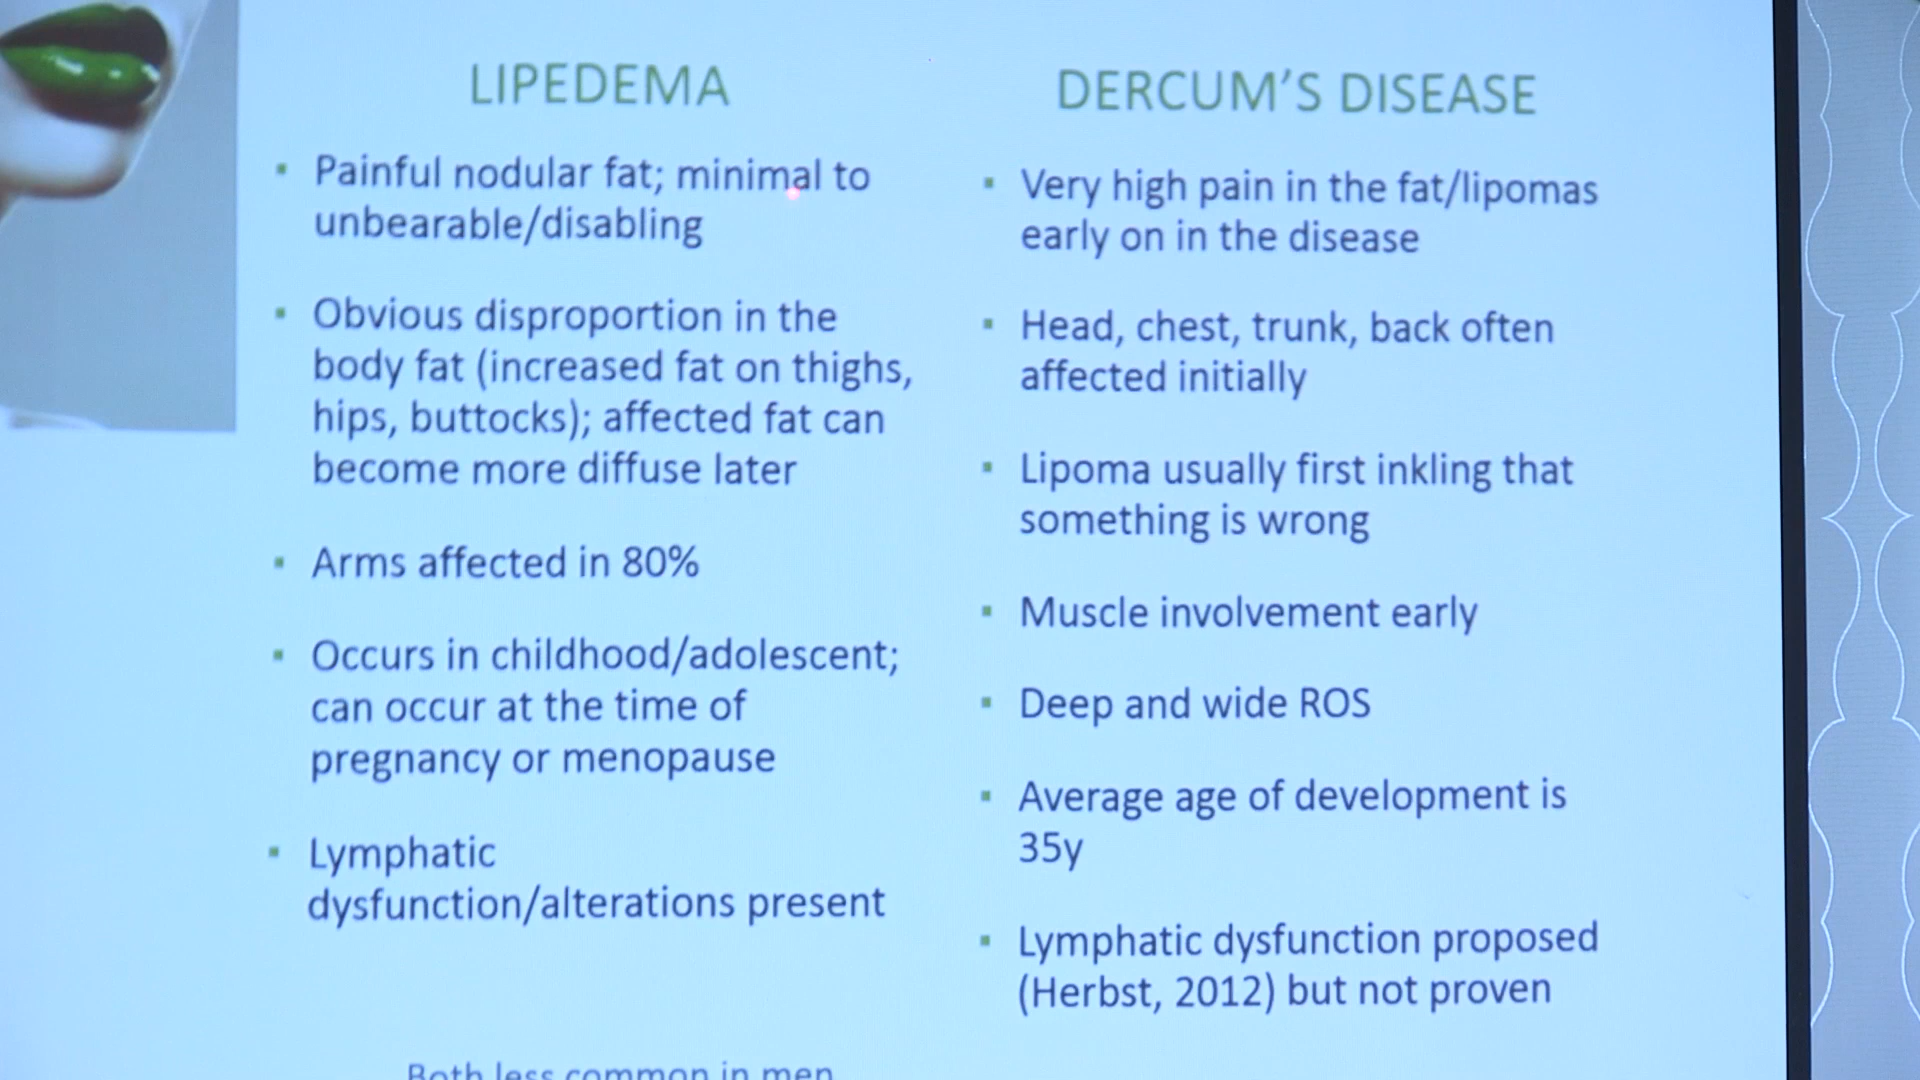 LIPEDEMA
▪ Painful nodular fat; minimal to
unbearable/disabling
▪ Obvious disproportion in the
body fat (increased fat on thighs,
hips, buttocks); affected fat can
become more diffuse later
▪ Arms affected in 80%
▪ Occurs in childhood/adolescent;
can occur at the time of
pregnancy or menopause
▪ Lymphatic
dysfunction/alterations present
DERCUM'S DISEASE
▪ Very high pain in the fat/lipomas
early on in the disease
▪ Head, chest, trunk, back often
affected initially
▪ Lipoma usually first inkling that
something is wrong
▪ Muscle involvement early
▪ Deep and wide ROS
▪ Average age of development is
35y
▪ Lymphatic dysfunction proposed
(Herbst, 2012) but not proven
Both less common in men